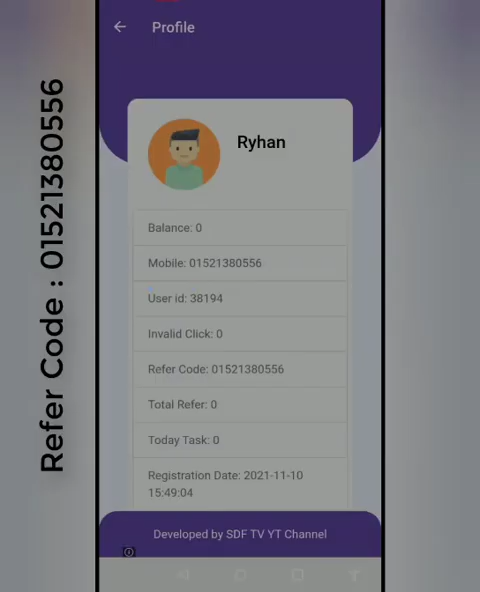 Profile
Ryhan
Balance: 0
Mobile: 01521380556
User id: 38194
Invalid Click: 0
Refer Code: 01521380556
Total Refer: 0
Today Task: 0
Registration Date: 2021-11-10
15:49:04
Developed by SDF TV YT Channel
Refer Code : 01521380556